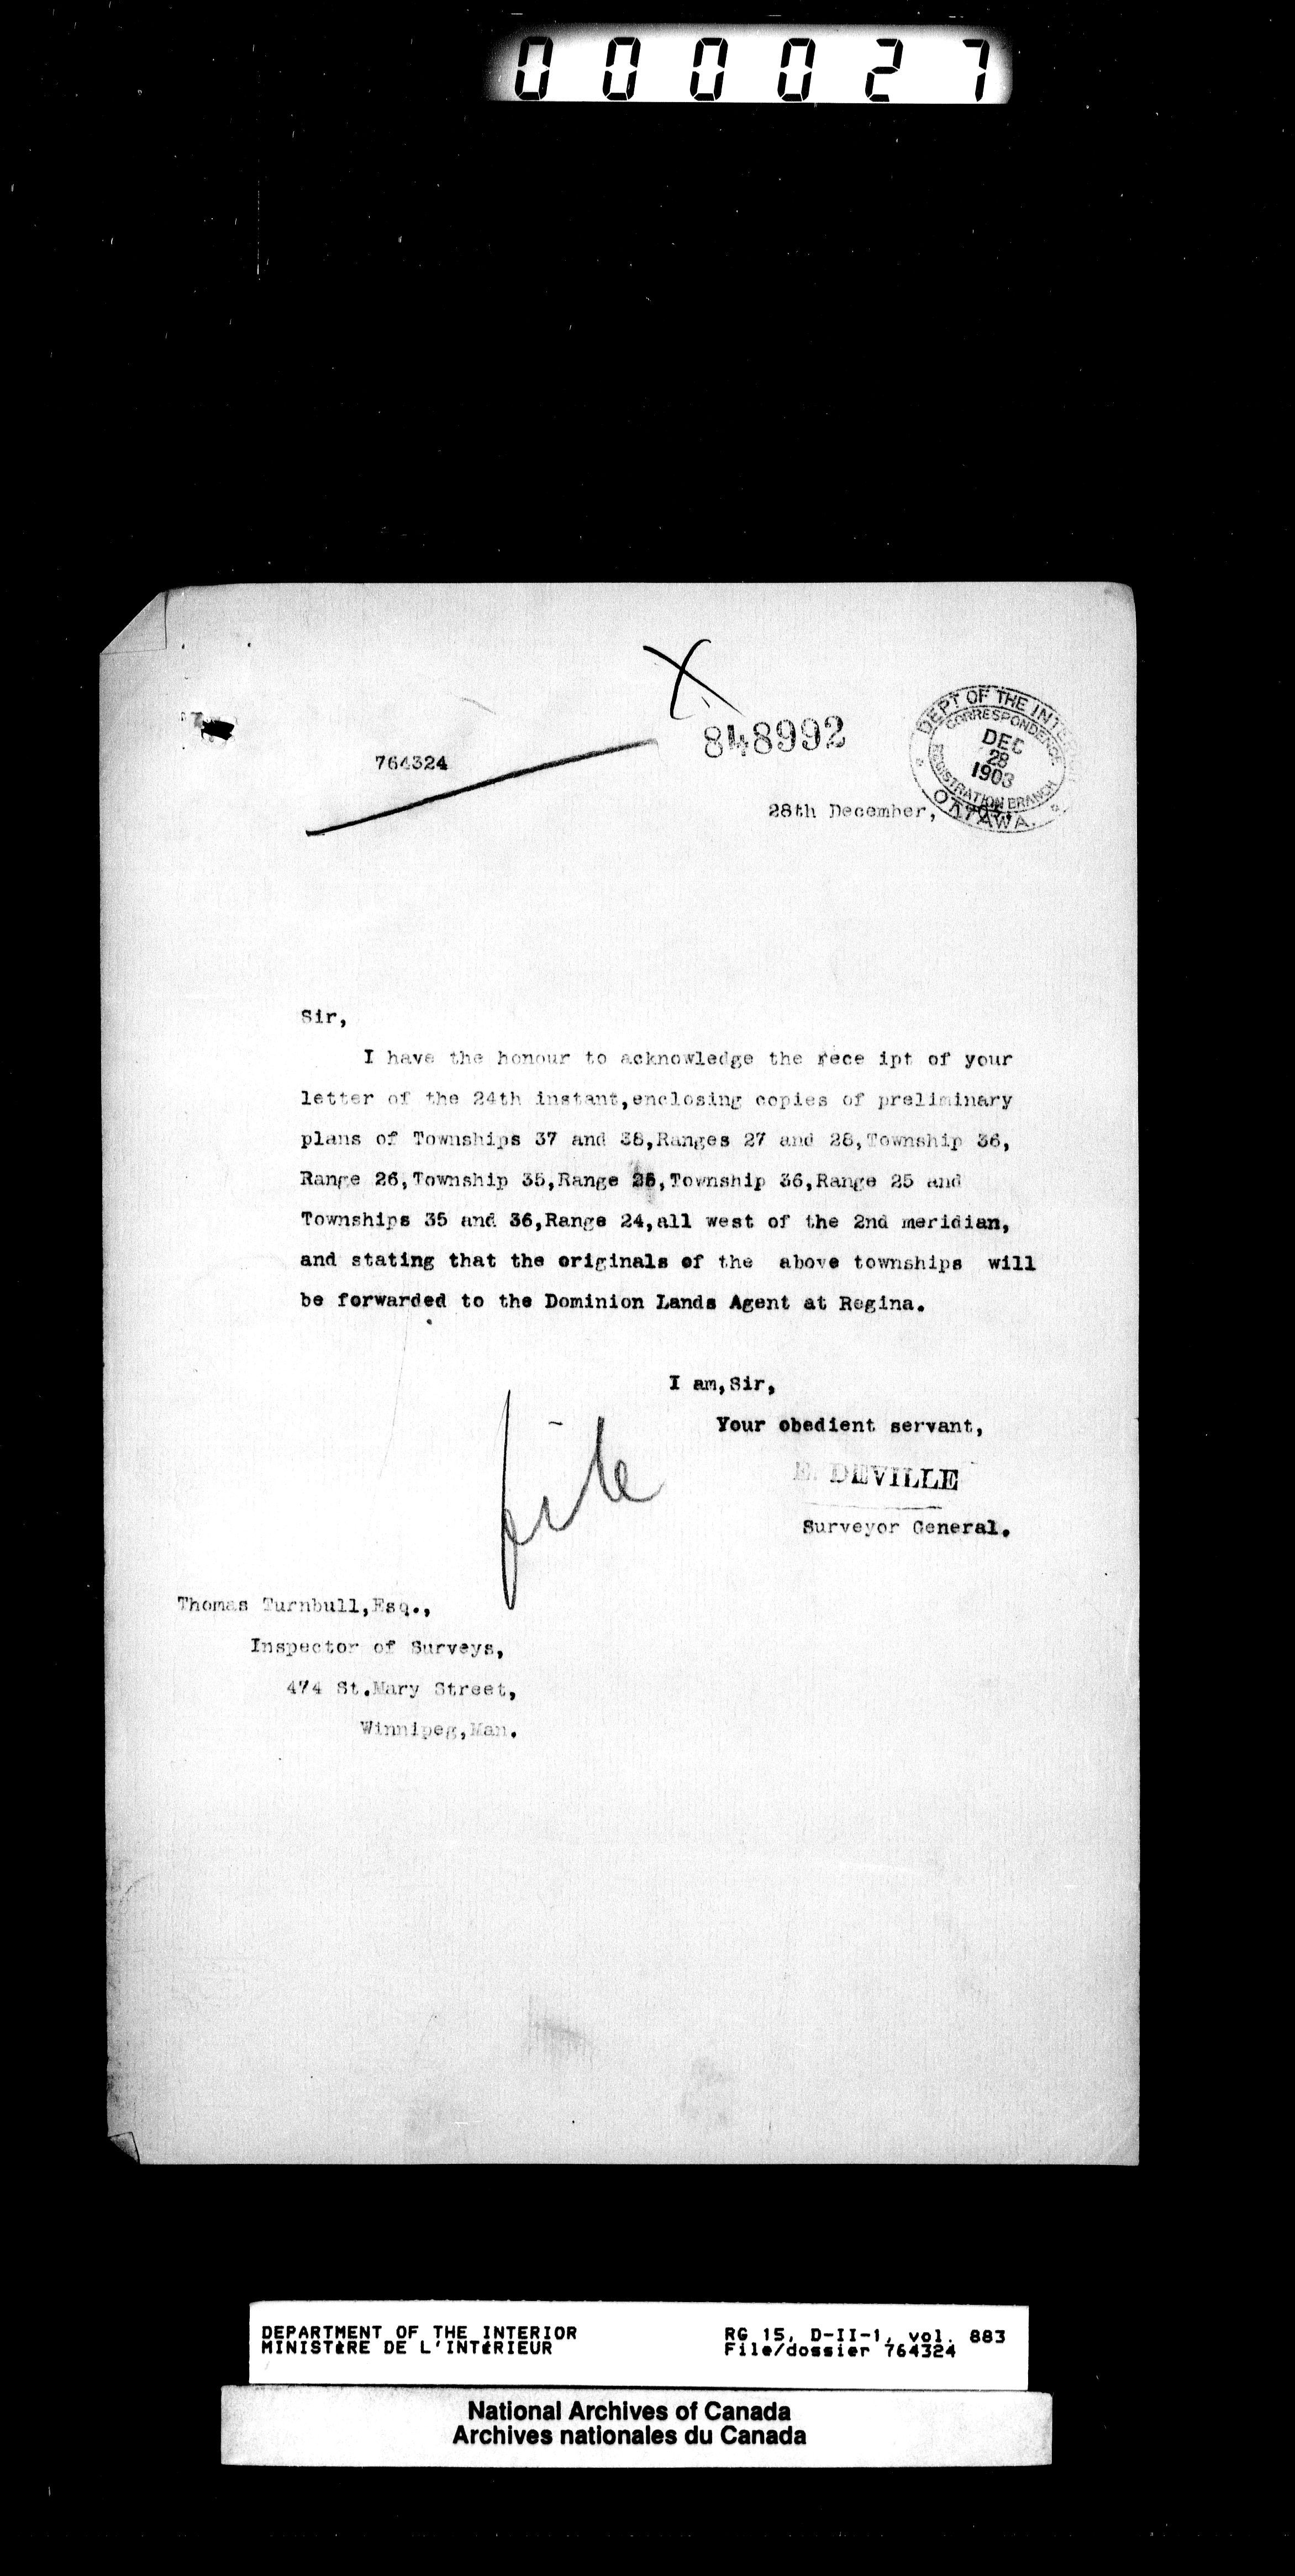 000027
X
848992
764324
DEPT OF THE INTERIOR
CORRESPONDENCE
DEC
28
1903
REGISTRATION BRANCH
OTTAWA.
28th December,
Sir,
I have the honour to acknowledge the rece ipt of your
letter of the 24th instant,enclosing copies of preliminary
plans of Townships 37 and 38,Ranges 27 and 28,Township 36,
Range 26,Township 35,Range 25,Township 36,Range 25 and
Townships 35 and 36,Range 24,all west of the 2nd meridian,
and stating that the originals of the above townships will
be forwarded to the Dominion Lands Agent at Regina.
I am,Sir,
Your obedient servant,
E. DEVILLE
Surveyor General.
file
Thomas Turnbull,Esq.,
Inspector of Surveys,
474 St.Mary Street,
Winnipeg,Man.
DEPARTMENT OF THE INTERIOR RG 15, D-II-1, vol. 883
MINISTÈRE DE L'INTÉRIEUR File/dossier 764324
National Archives of Canada
Archives nationales du Canada